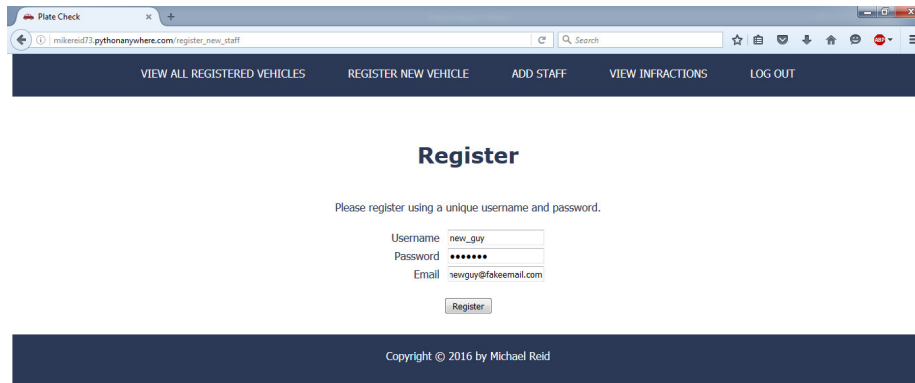 Plate Check
mikereid73.pythonanywhere.com/register_new_staff
Search
ABP
VIEW ALL REGISTERED VEHICLES REGISTER NEW VEHICLE ADD STAFF VIEW INFRACTIONS LOG OUT
Register
Please register using a unique username and password.
Username new_guy
Password •••••••
Email newguy@fakeemail.com
Register
Copyright © 2016 by Michael Reid